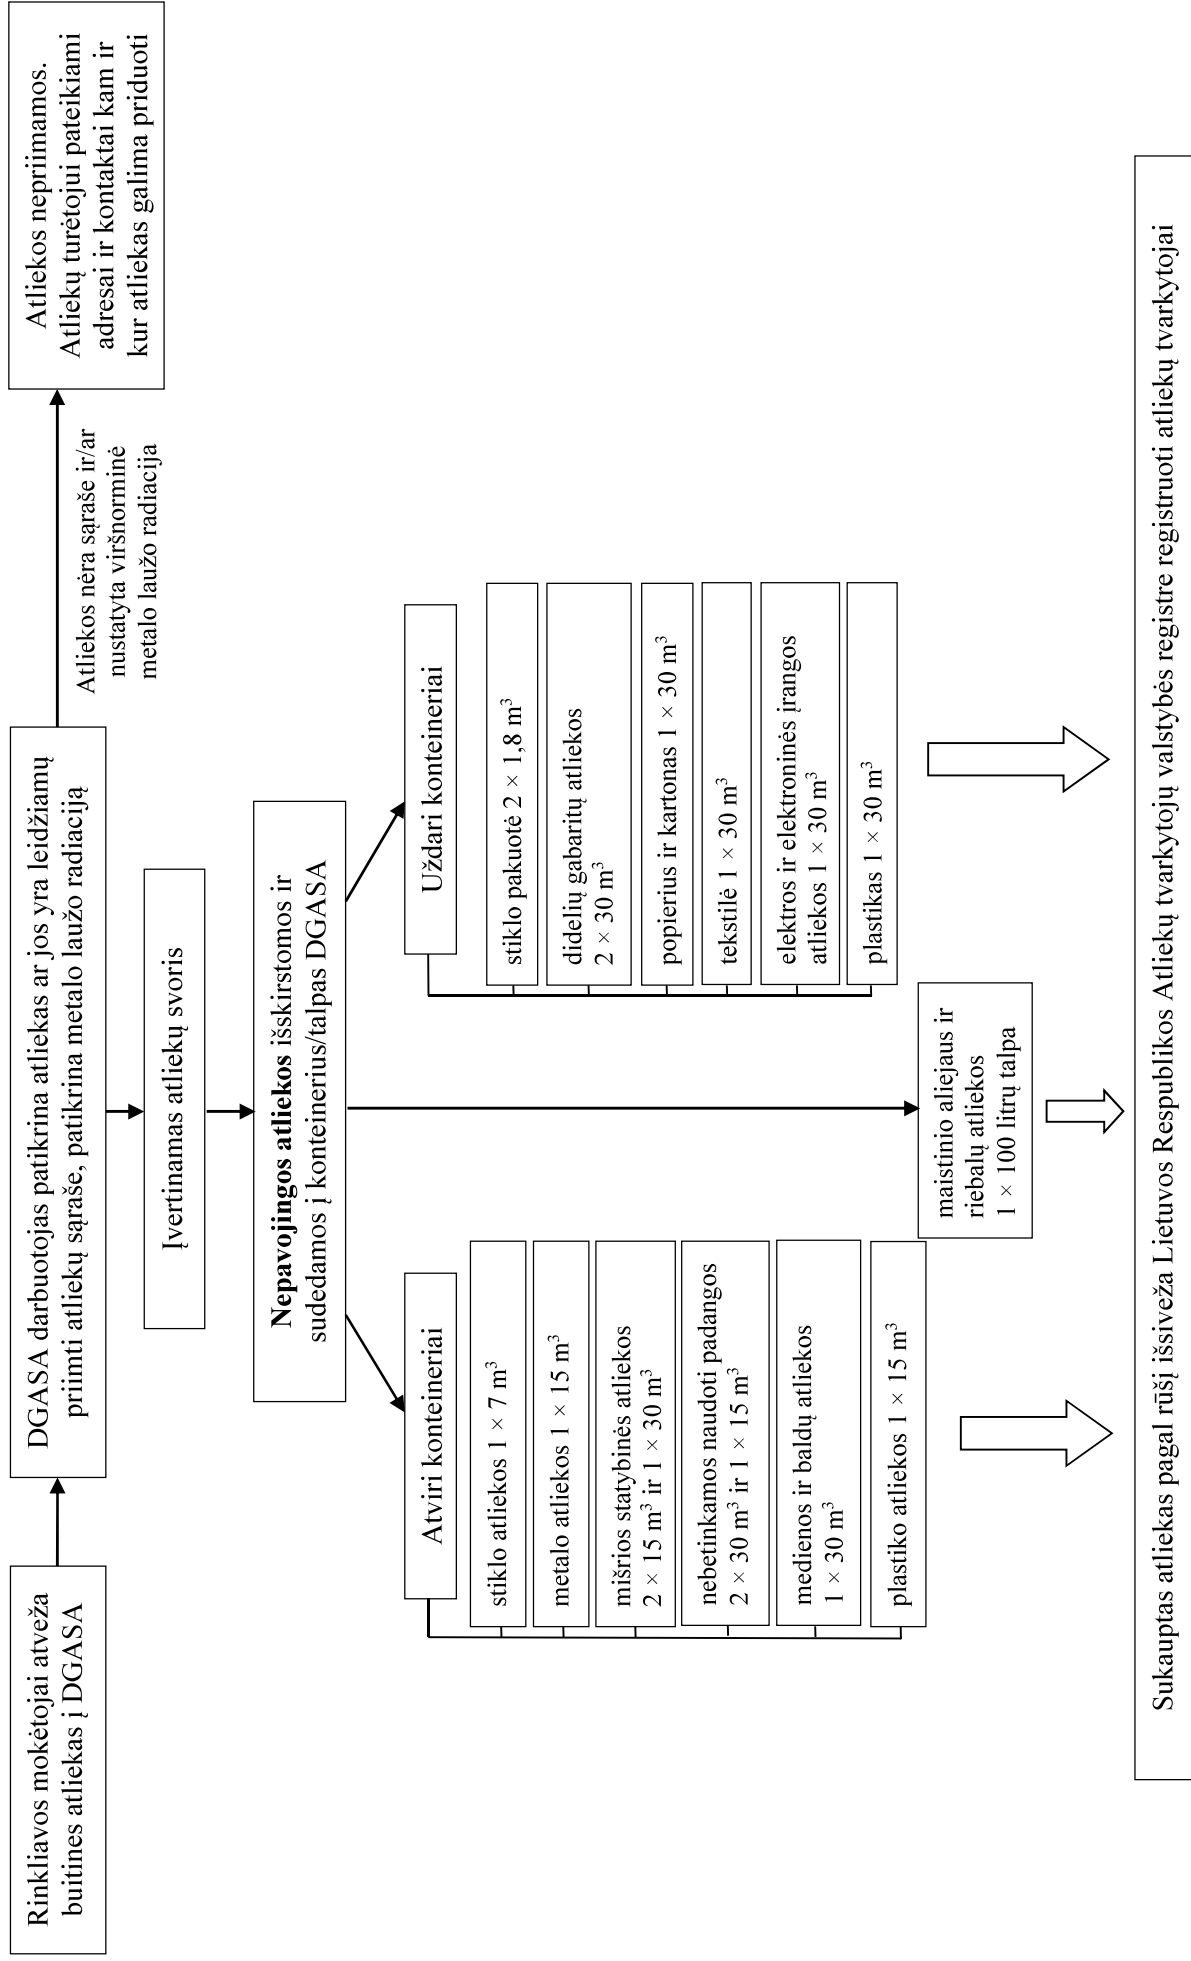 Rinkliavos mokėtojai atveža
buitines atliekas į DGASA
DGASA darbuotojas patikrina atliekas ar jos yra leidžiamų
priimti atliekų sąraše, patikrina metalo laužo radiaciją
Atliekos nėra sąraše ir/ar
nustatyta viršnorminė
metalo laužo radiacija
Atliekos nepriimamos.
Atliekų turėtojui pateikiami
adresai ir kontaktai kam ir
kur atliekas galima priduoti
Įvertinamas atliekų svoris
Nepavojingos atliekos išskirstomos ir
sudedamos į konteinerius/talpas DGASA
Atviri konteineriai
stiklo atliekos 1 × 7 m³
metalo atliekos 1 × 15 m³
mišrios statybinės atliekos
2 × 15 m³ ir 1 × 30 m³
nebetinkamos naudoti padangos
2 × 30 m³ ir 1 × 15 m³
medienos ir baldų atliekos
1 × 30 m³
plastiko atliekos 1 × 15 m³
maistinio aliejaus ir
riebalų atliekos
1 × 100 litrų talpa
Uždari konteineriai
stiklo pakuotė 2 × 1,8 m³
didelių gabaritų atliekos
2 × 30 m³
popierius ir kartonas 1 × 30 m³
tekstilė 1 × 30 m³
elektros ir elektroninės įrangos
atliekos 1 × 30 m³
plastikas 1 × 30 m³
Sukauptas atliekas pagal rūšį išsiveža Lietuvos Respublikos Atliekų tvarkytojų valstybės registre registruoti atliekų tvarkytojai